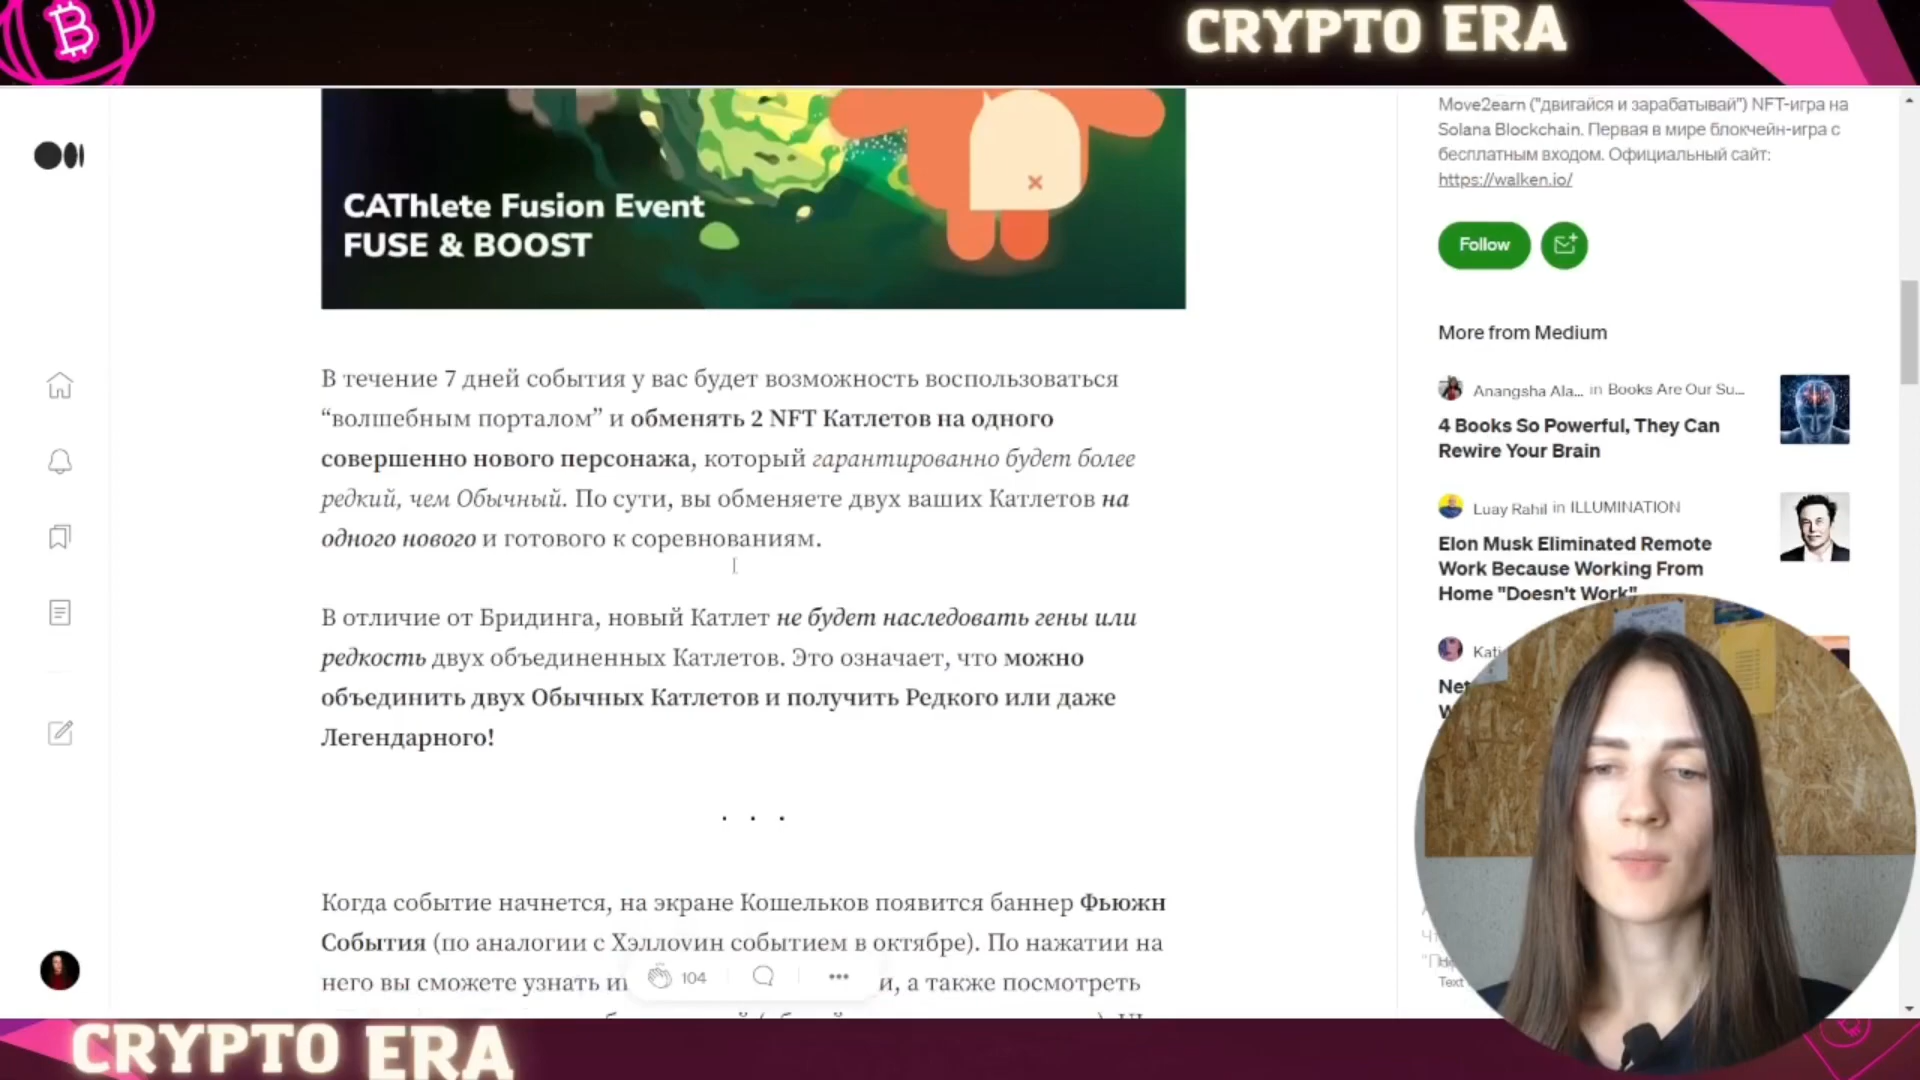 CRYPTO ERA
CAThlete Fusion Event
FUSE & BOOST
В течение 7 дней события у вас будет возможность воспользоваться
“волшебным порталом” и обменять 2 NFT Катлетов на одного
совершенно нового персонажа, который гарантированно будет более
редкий, чем Обычный. По сути, вы обменяете двух ваших Катлетов на
одного нового и готового к соревнованиям.
В отличие от Бридинга, новый Катлет не будет наследовать гены или
редкость двух объединенных Катлетов. Это означает, что можно
объединить двух Обычных Катлетов и получить Редкого или даже
Легендарного!
. . .
Когда событие начнется, на экране Кошельков появится баннер Фьюжн
События (по аналогии с Хэлловин событием в октябре). По нажатии на
него вы сможете узнать и, а также посмотреть
104
Move2earn ("двигайся и зарабатывай") NFT-игра на
Solana Blockchain. Первая в мире блокчейн-игра с
бесплатным входом. Официальный сайт:
https://walken.io/
Follow
More from Medium
Anangsha Ala... in Books Are Our Su...
4 Books So Powerful, They Can
Rewire Your Brain
Luay Rahil in ILLUMINATION
Elon Musk Eliminated Remote
Work Because Working From
Home "Doesn't Work"
Kati
Net
Text
CRYPTO ERA